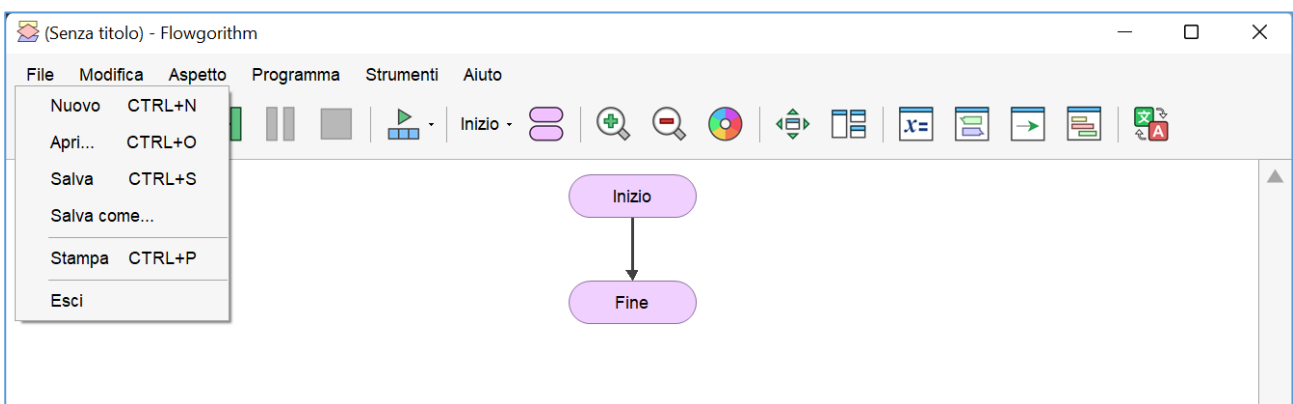 (Senza titolo) - Flowgorithm
File Modifica Aspetto Programma Strumenti Aiuto
Nuovo CTRL+N
Apri... CTRL+O
Salva CTRL+S
Salva come...
Stampa CTRL+P
Esci
Inizio
x=
文
A
Inizio
Fine